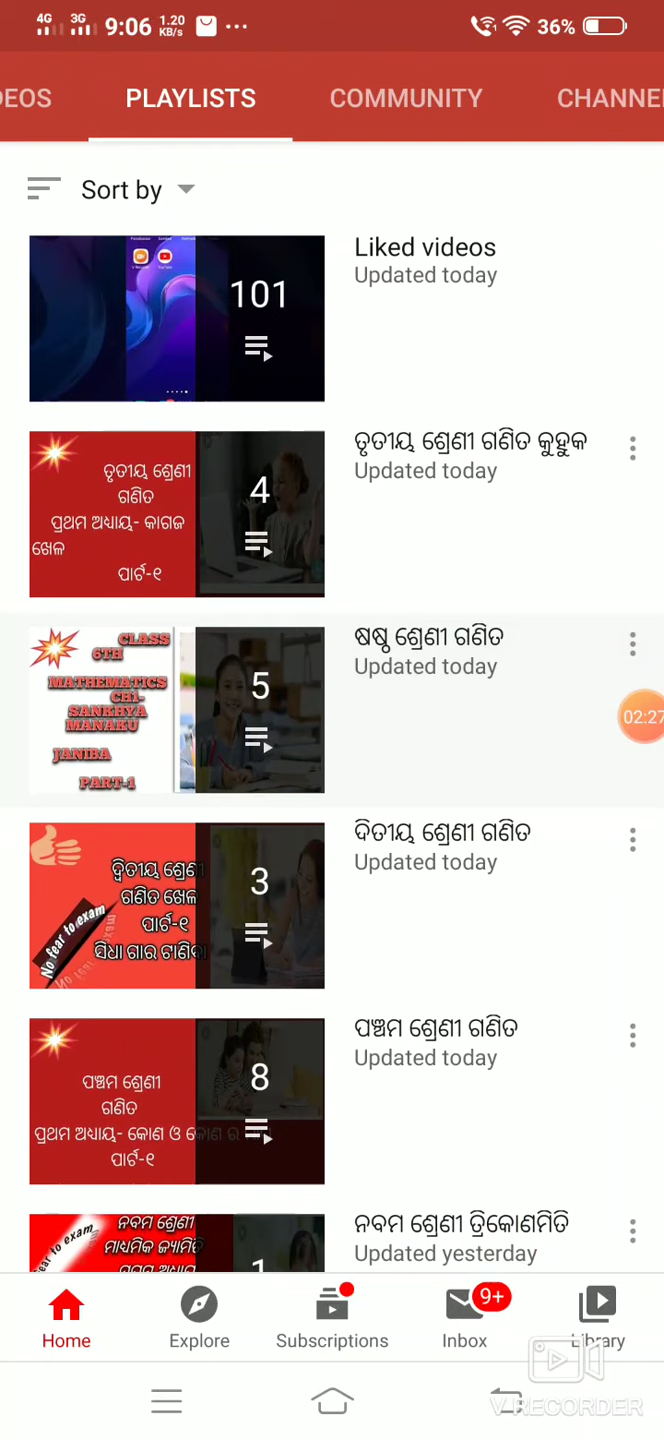 4G 3G 9:06 1.20 KB/s 36%
PLAYLISTS COMMUNITY
Sort by
Liked videos
Updated today
101
ତୃତୀୟ ଶ୍ରେଣୀ ଗଣିତ କୁହୁକ
Updated today
ତୃତୀୟ ଶ୍ରେଣୀ
ଗଣିତ
ପ୍ରଥମ ଅଧ୍ୟାୟ- କାଗଜ
ଖେଳ
ପାର୍ଟ-୧
4
ଷଷ୍ଠ ଶ୍ରେଣୀ ଗଣିତ
Updated today
CLASS
6TH
MATHEMATICS
CH1-
SANKHYA
MANAKU
JANIBA
PART-1
5
02:27
ଦିତୀୟ ଶ୍ରେଣୀ ଗଣିତ
Updated today
ଦ୍ୱିତୀୟ ଶ୍ରେଣୀ
ଗଣିତ ଖେଳ
ପାର୍ଟ-୧
ସିଧା ଗାର ଟାଣିବା
No fear to exam
3
ପଞ୍ଚମ ଶ୍ରେଣୀ ଗଣିତ
Updated today
ପଞ୍ଚମ ଶ୍ରେଣୀ
ଗଣିତ
ପ୍ରଥମ ଅଧ୍ୟାୟ- କୋଣ ଓ କୋଣ ର
ପାର୍ଟ-୧
8
ନବମ ଶ୍ରେଣୀ ତ୍ରିକୋଣମିତି
Updated yesterday
ନବମ ଶ୍ରେଣୀ
ମାଧ୍ୟମିକ ଜ୍ୟାମିତି
to exam
1
9+
Home Explore Subscriptions Inbox Library
V RECORDER